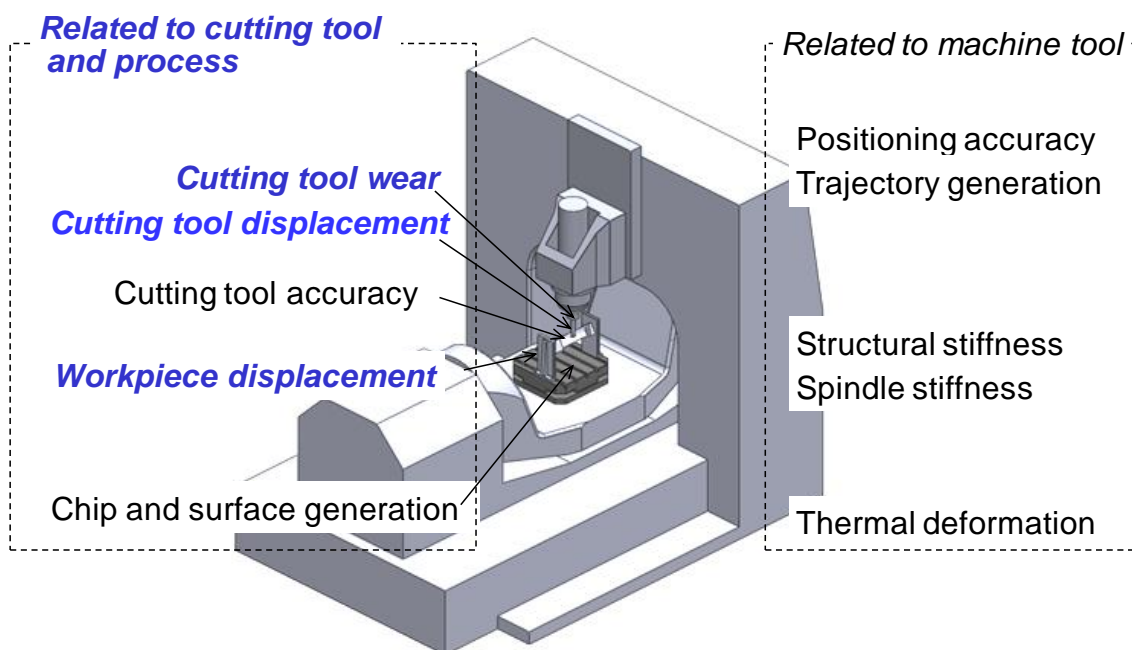 Related to cutting tool
and process
Cutting tool wear
Cutting tool displacement
Cutting tool accuracy
Workpiece displacement
Chip and surface generation
Related to machine tool
Positioning accuracy
Trajectory generation
Structural stiffness
Spindle stiffness
Thermal deformation